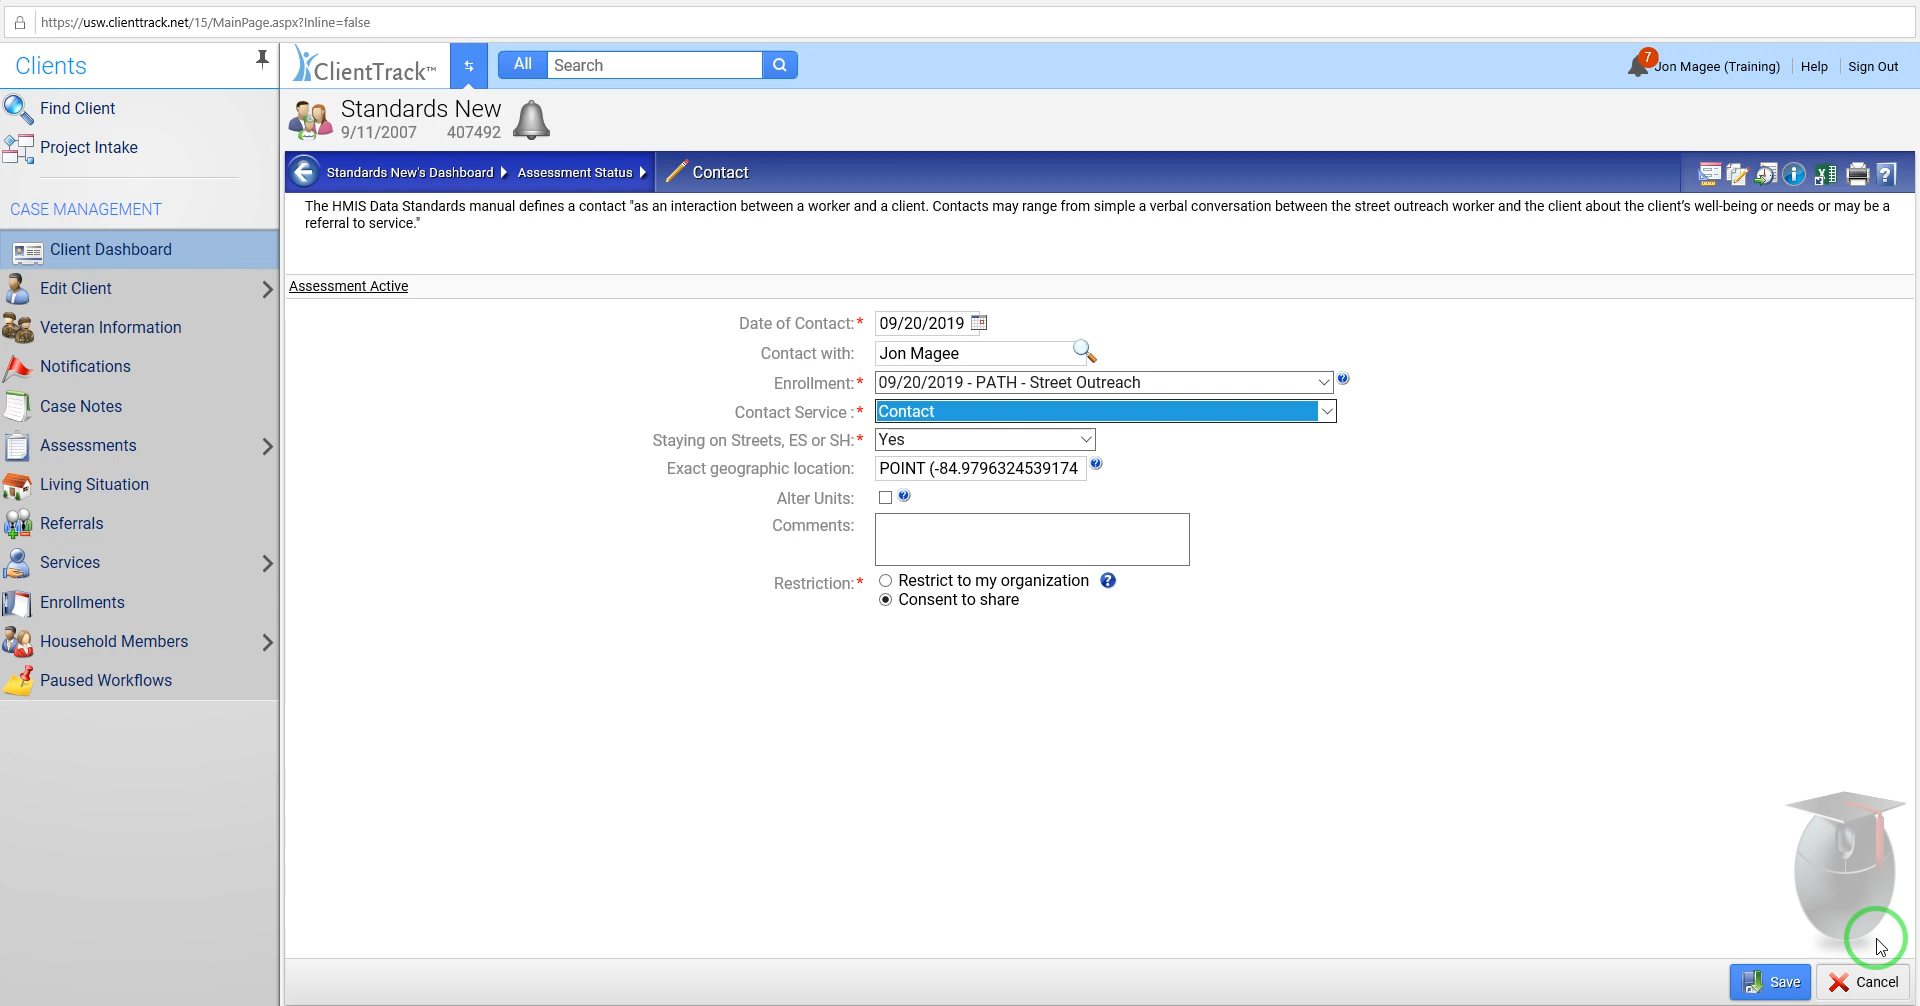 https://usw.clienttrack.net/15/MainPage.aspx?Inline=false
Clients
ClientTrack™
All
Search
7
Jon Magee (Training)
Help
Sign Out
Find Client
Project Intake
CASE MANAGEMENT
Client Dashboard
Edit Client
Veteran Information
Notifications
Case Notes
Assessments
Living Situation
Referrals
Services
Enrollments
Household Members
Paused Workflows
Standards New
9/11/2007 407492
Standards New's Dashboard
Assessment Status
Contact
The HMIS Data Standards manual defines a contact "as an interaction between a worker and a client. Contacts may range from simple a verbal conversation between the street outreach worker and the client about the client's well-being or needs or may be a
referral to service."
Assessment Active
Date of Contact:* 09/20/2019
Contact with: Jon Magee
Enrollment:* 09/20/2019 - PATH - Street Outreach
Contact Service :* Contact
Staying on Streets, ES or SH:* Yes
Exact geographic location: POINT (-84.9796324539174
Alter Units:
Comments:
Restriction:* Restrict to my organization
Consent to share
Save
Cancel